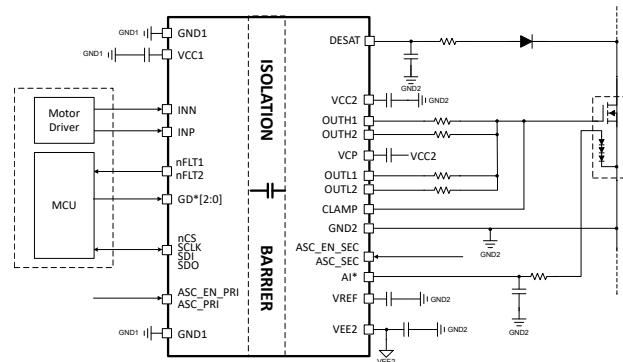 GND1
GND1
GND1
VCC1
Motor
Driver
INN
INP
MCU
nFLT1
nFLT2
GD*[2:0]
nCS
SCLK
SDI
SDO
ASC_EN_PRI
ASC_PRI
GND1
GND1
ISOLATION
BARRIER
DESAT
GND2
VCC2
GND2
OUTH1
OUTH2
VCP
VCC2
OUTL1
OUTL2
CLAMP
GND2
GND2
ASC_EN_SEC
ASC_SEC
AI*
GND2
VREF
GND2
VEE2
GND2
VEE2